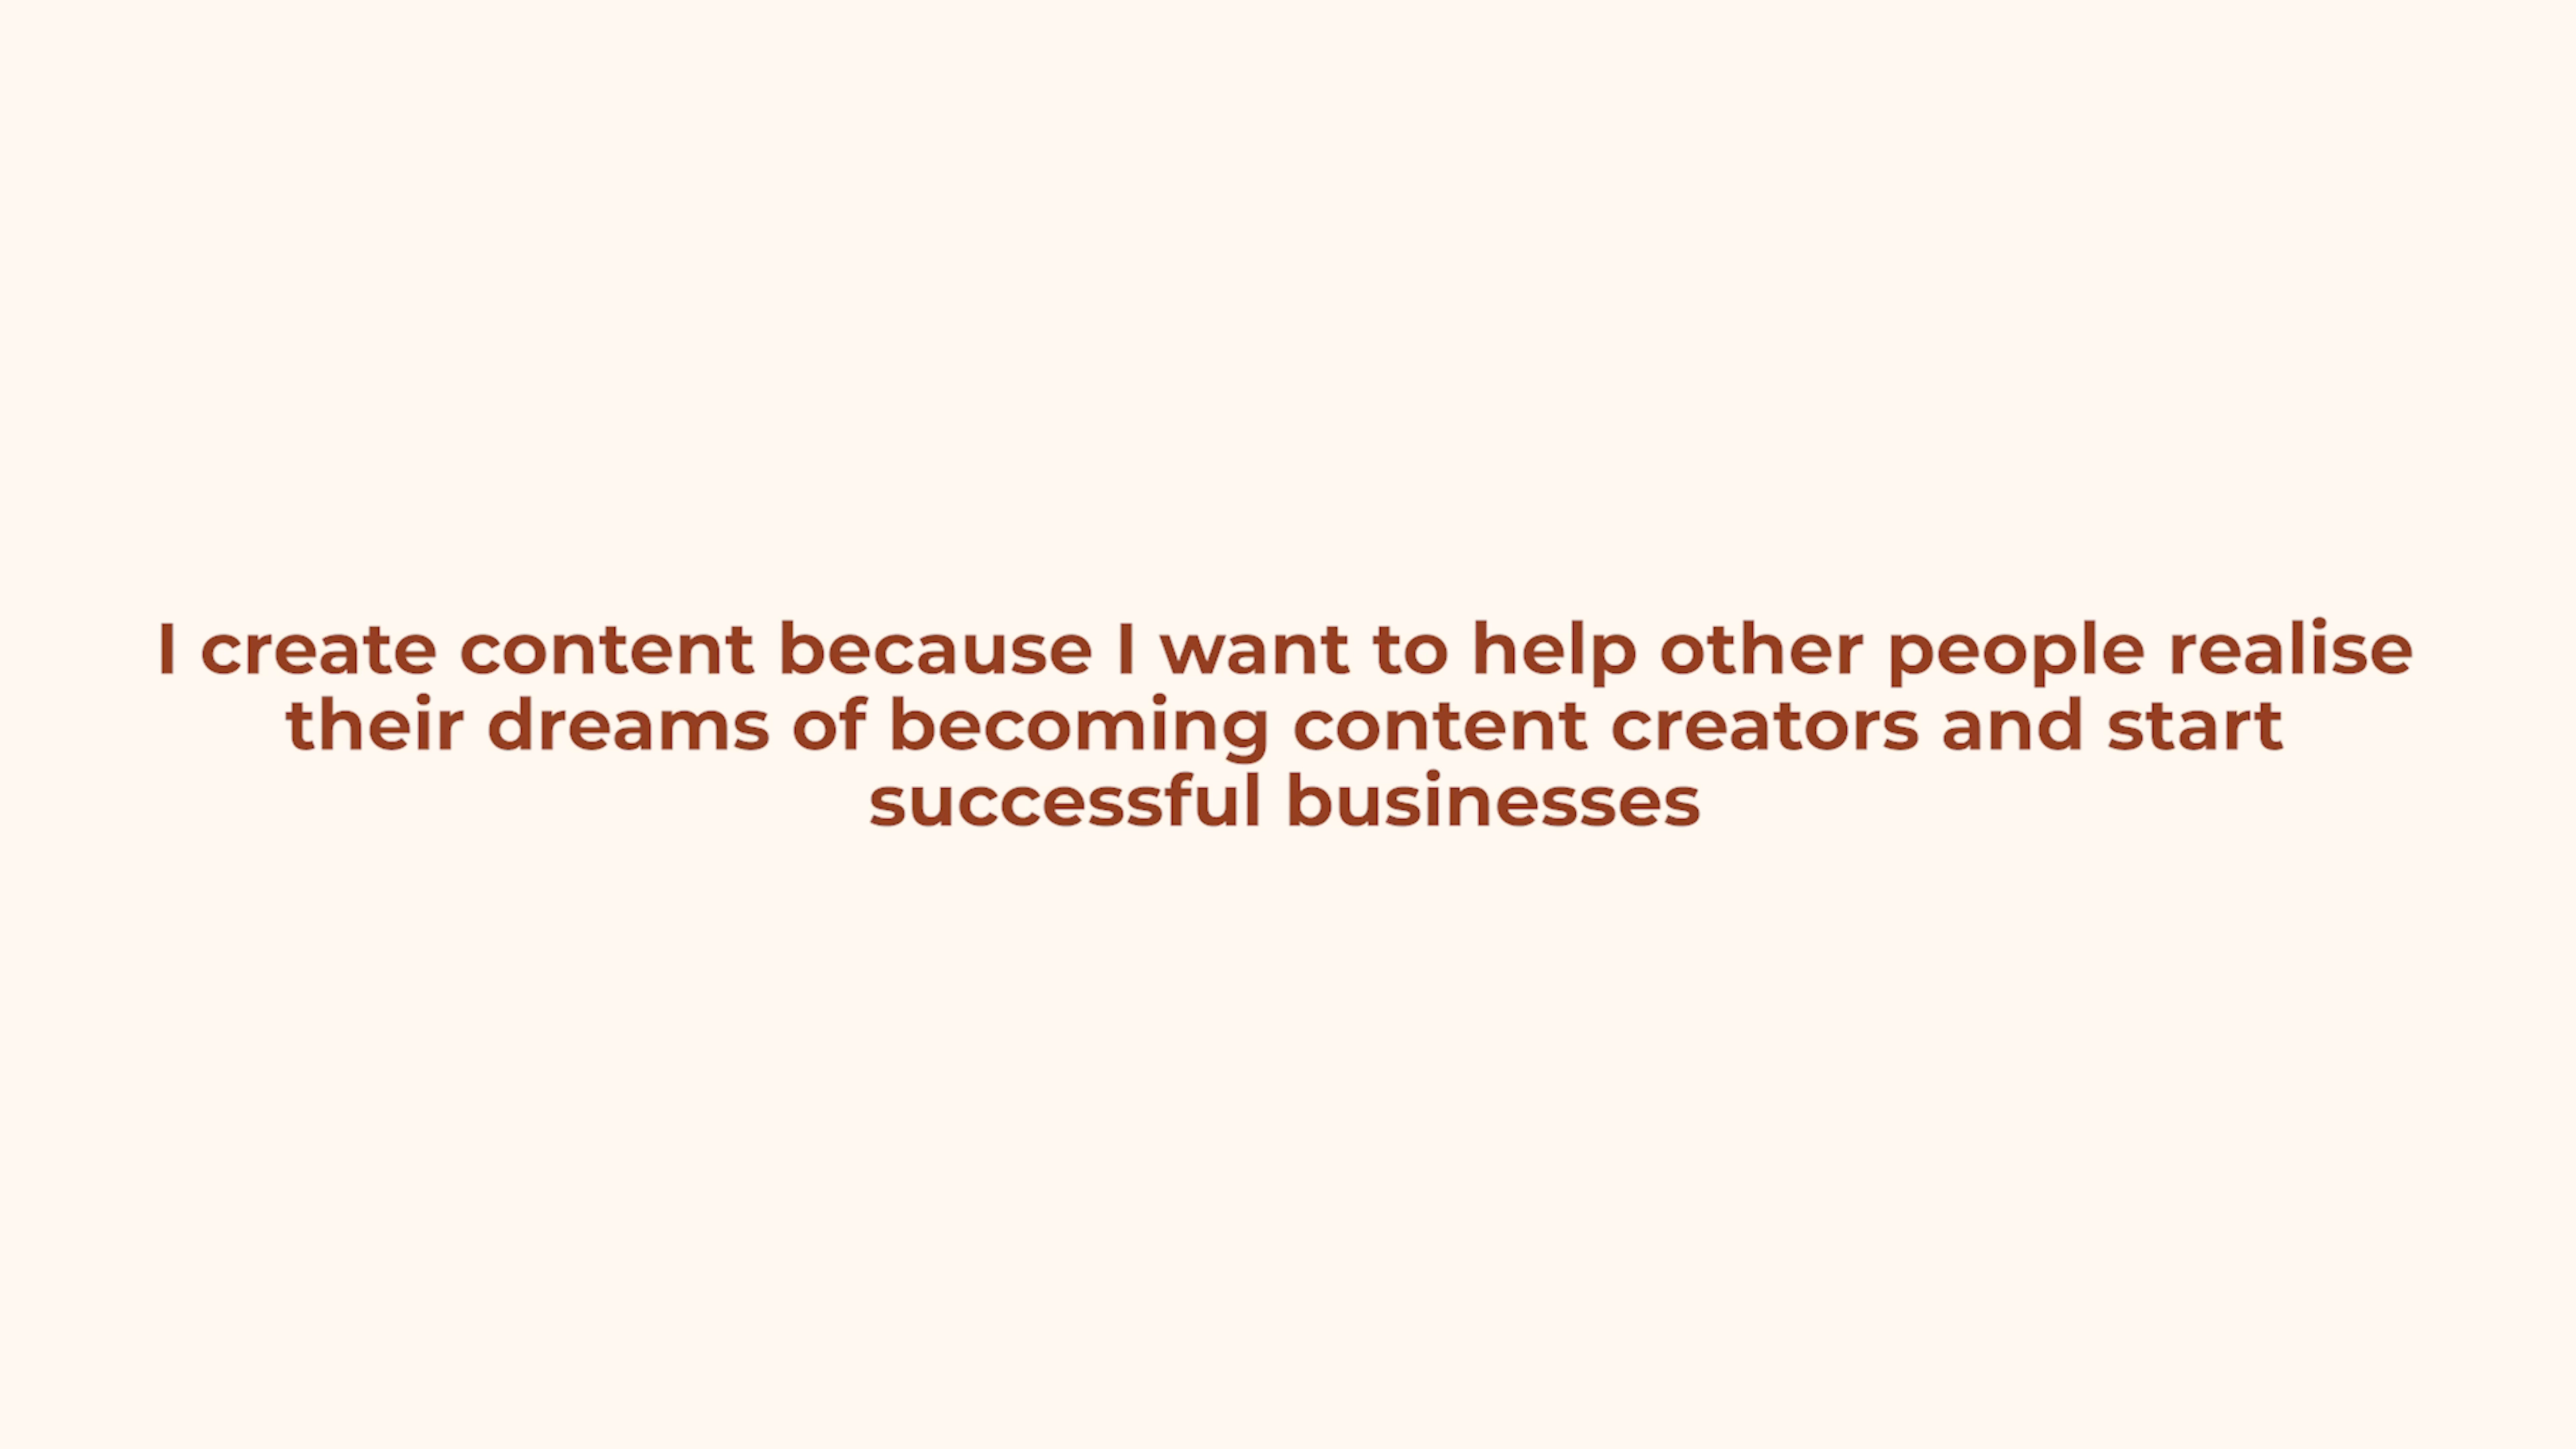 I create content because I want to help other people realise
their dreams of becoming content creators and start
successful businesses